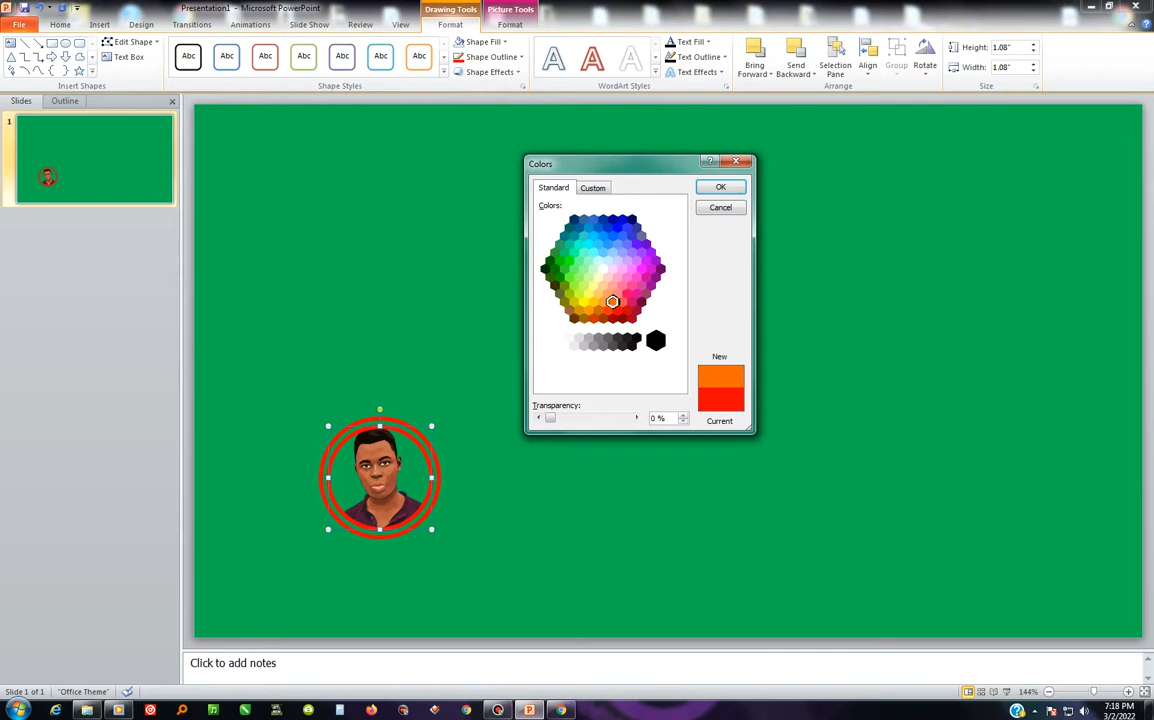 Presentation1 - Microsoft PowerPoint
Drawing Tools
Picture Tools
File
Home
Insert
Design
Transitions
Animations
Slide Show
Review
View
Format
Format
Edit Shape
Text Box
Insert Shapes
Abc
Abc
Abc
Abc
Abc
Abc
Abc
Shape Fill
Shape Outline
Shape Effects
Shape Styles
A
A
A
Text Fill
Text Outline
Text Effects
WordArt Styles
Bring Forward
Send Backward
Selection Pane
Align
Group
Rotate
Arrange
Height: 1.08"
Width: 1.08"
Size
Slides
Outline
1
Colors
Standard
Custom
OK
Cancel
Colors:
New
Current
Transparency:
0 %
Click to add notes
Slide 1 of 1
"Office Theme"
144%
7:18 PM
3/2/2022